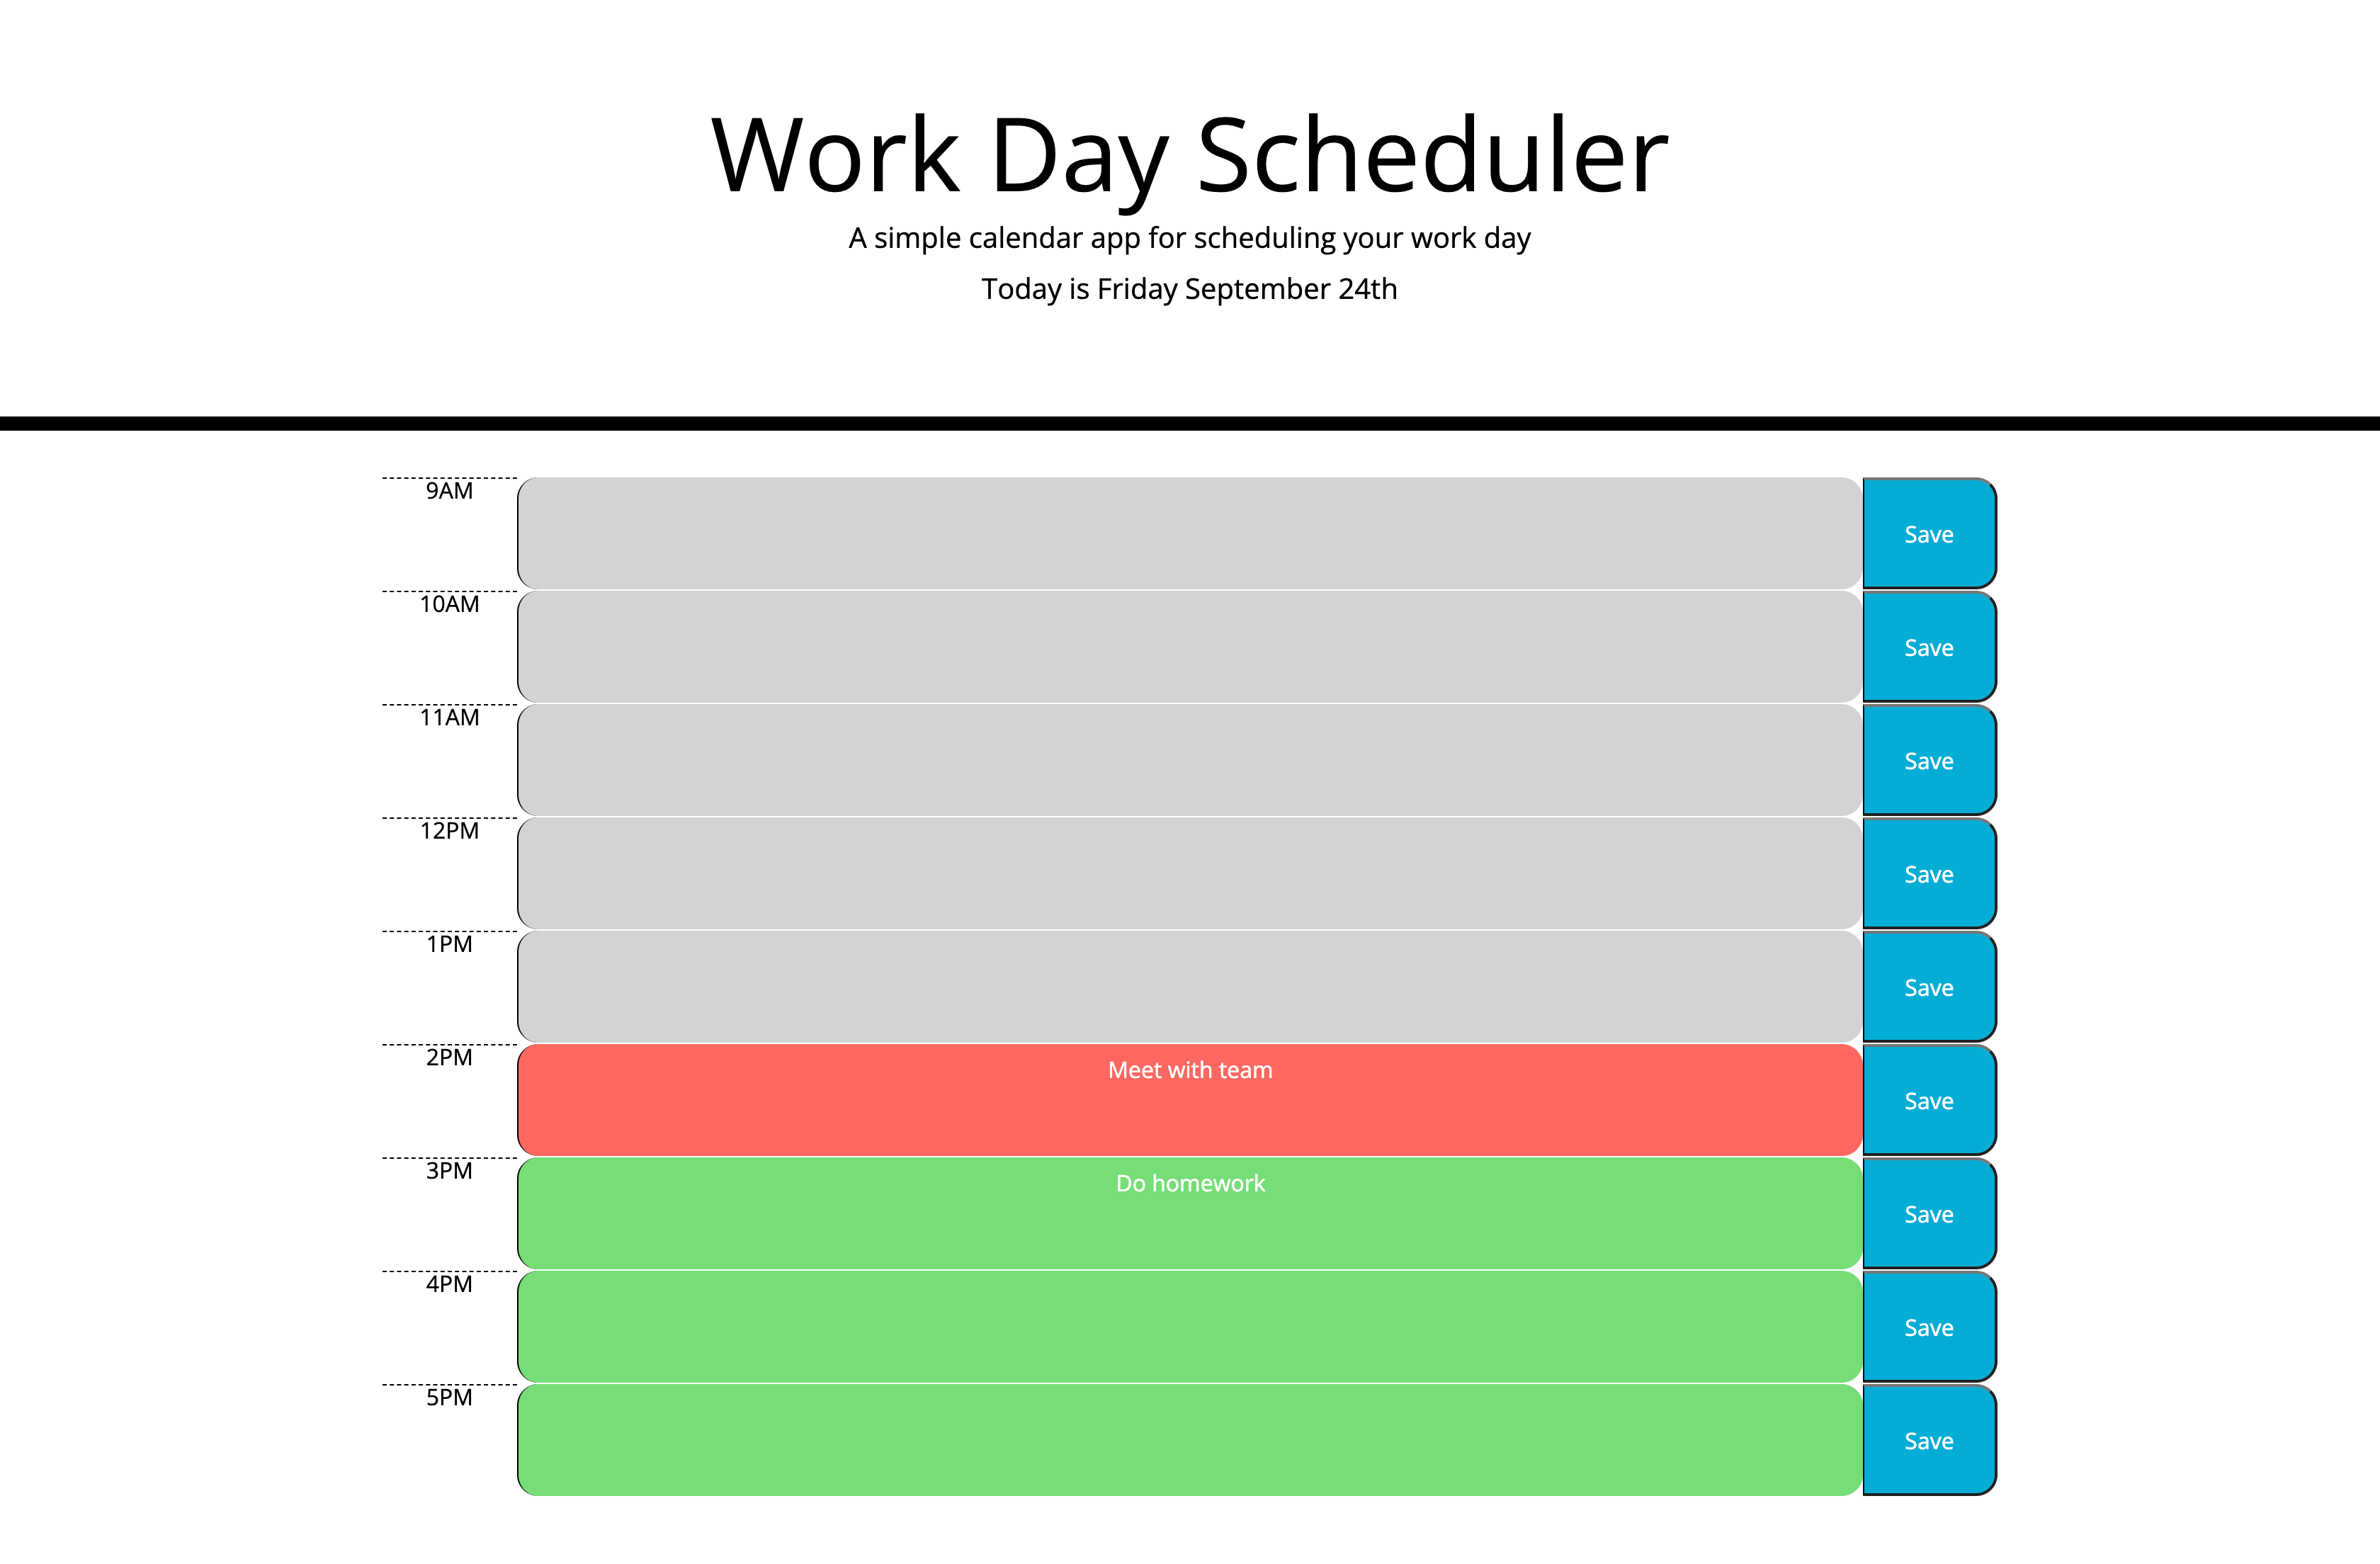 Work Day Scheduler
A simple calendar app for scheduling your work day
Today is Friday September 24th
9AM
Save
10AM
Save
11AM
Save
12PM
Save
1PM
Save
2PM
Meet with team
Save
3PM
Do homework
Save
4PM
Save
5PM
Save